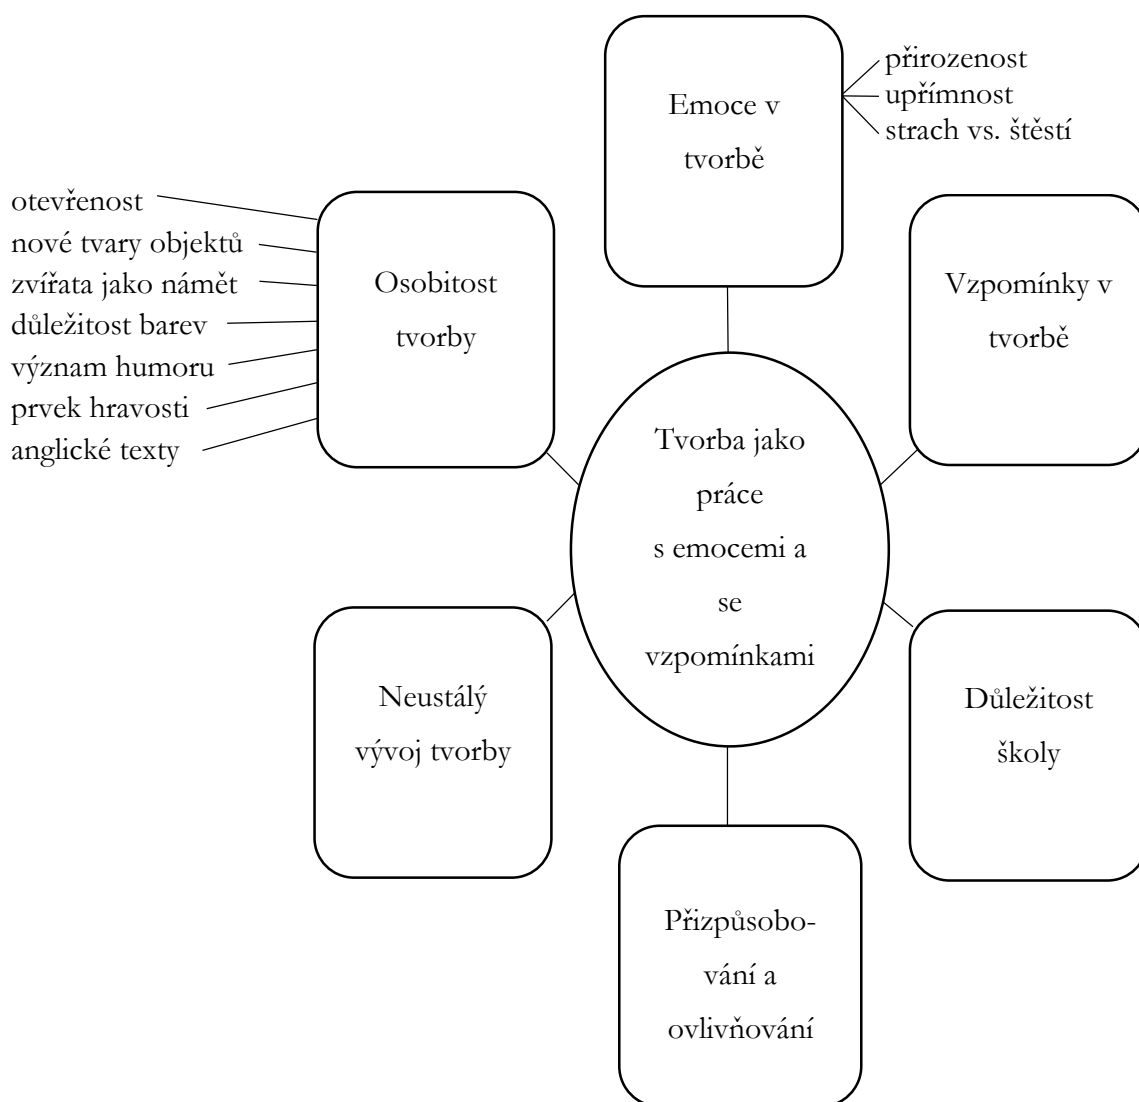 přirozenost
upřímnost
strach vs. štěstí
Emoce v
tvorbě
otevřenost
nové tvary objektů
zvířata jako námět
důležitost barev
význam humoru
prvek hravosti
anglické texty
Osobitost
tvorby
Vzpomínky v
tvorbě
Tvorba jako
práce
s emocemi a
se
vzpomínkami
Neustálý
vývoj tvorby
Důležitost
školy
Přizpůsobo-
vání a
ovlivňování